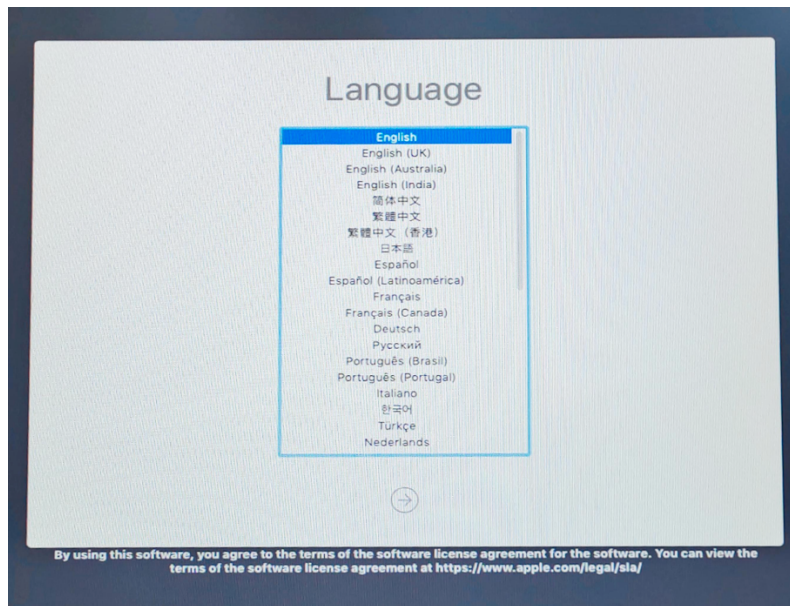 Language
English
English (UK)
English (Australia)
English (India)
简体中文
繁體中文
繁體中文（香港）
日本語
Español
Español (Latinoamérica)
Français
Français (Canada)
Deutsch
Русский
Português (Brasil)
Português (Portugal)
Italiano
한국어
Türkçe
Nederlands
By using this software, you agree to the terms of the software license agreement for the software. You can view the
terms of the software license agreement at https://www.apple.com/legal/sla/